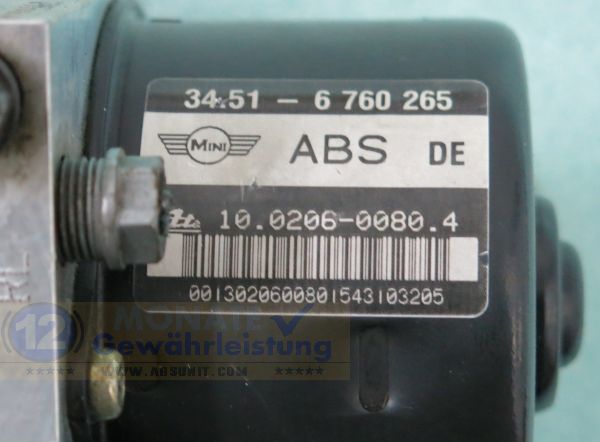 34.51 - 6 760 265
MINI ABS DE
ate 10.0206-0080.4
0013020600801543103205
12 MONATE
Gewährleistung
***** WWW.ABSUNIT.COM *****